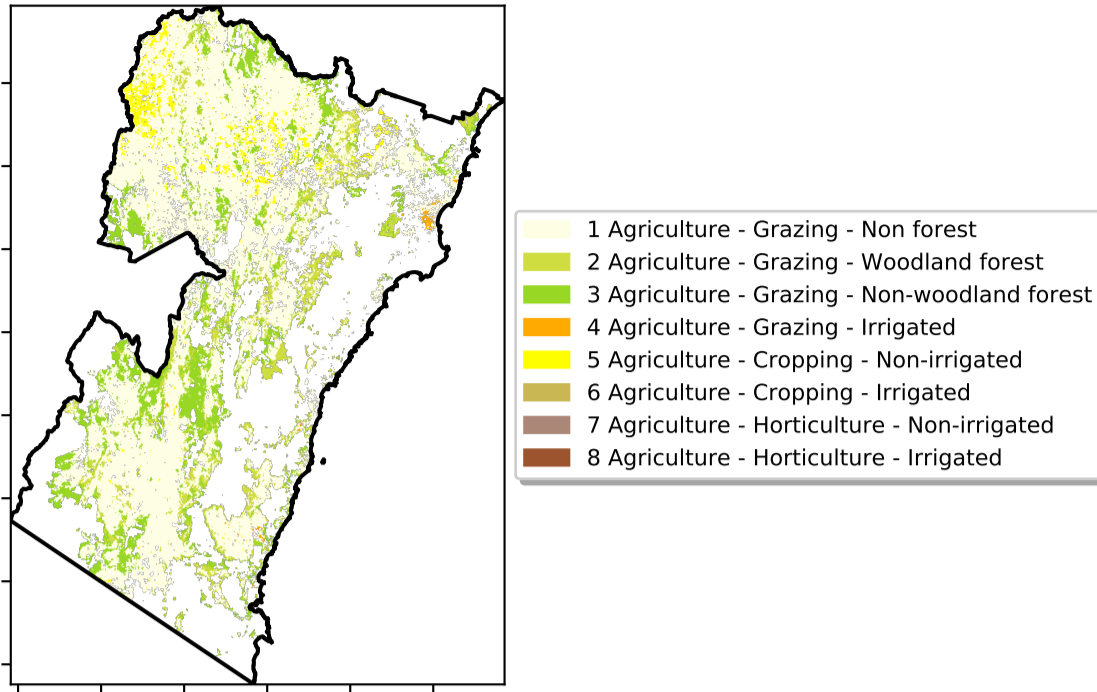 1 Agriculture - Grazing - Non forest
2 Agriculture - Grazing - Woodland forest
3 Agriculture - Grazing - Non-woodland forest
4 Agriculture - Grazing - Irrigated
5 Agriculture - Cropping - Non-irrigated
6 Agriculture - Cropping - Irrigated
7 Agriculture - Horticulture - Non-irrigated
8 Agriculture - Horticulture - Irrigated